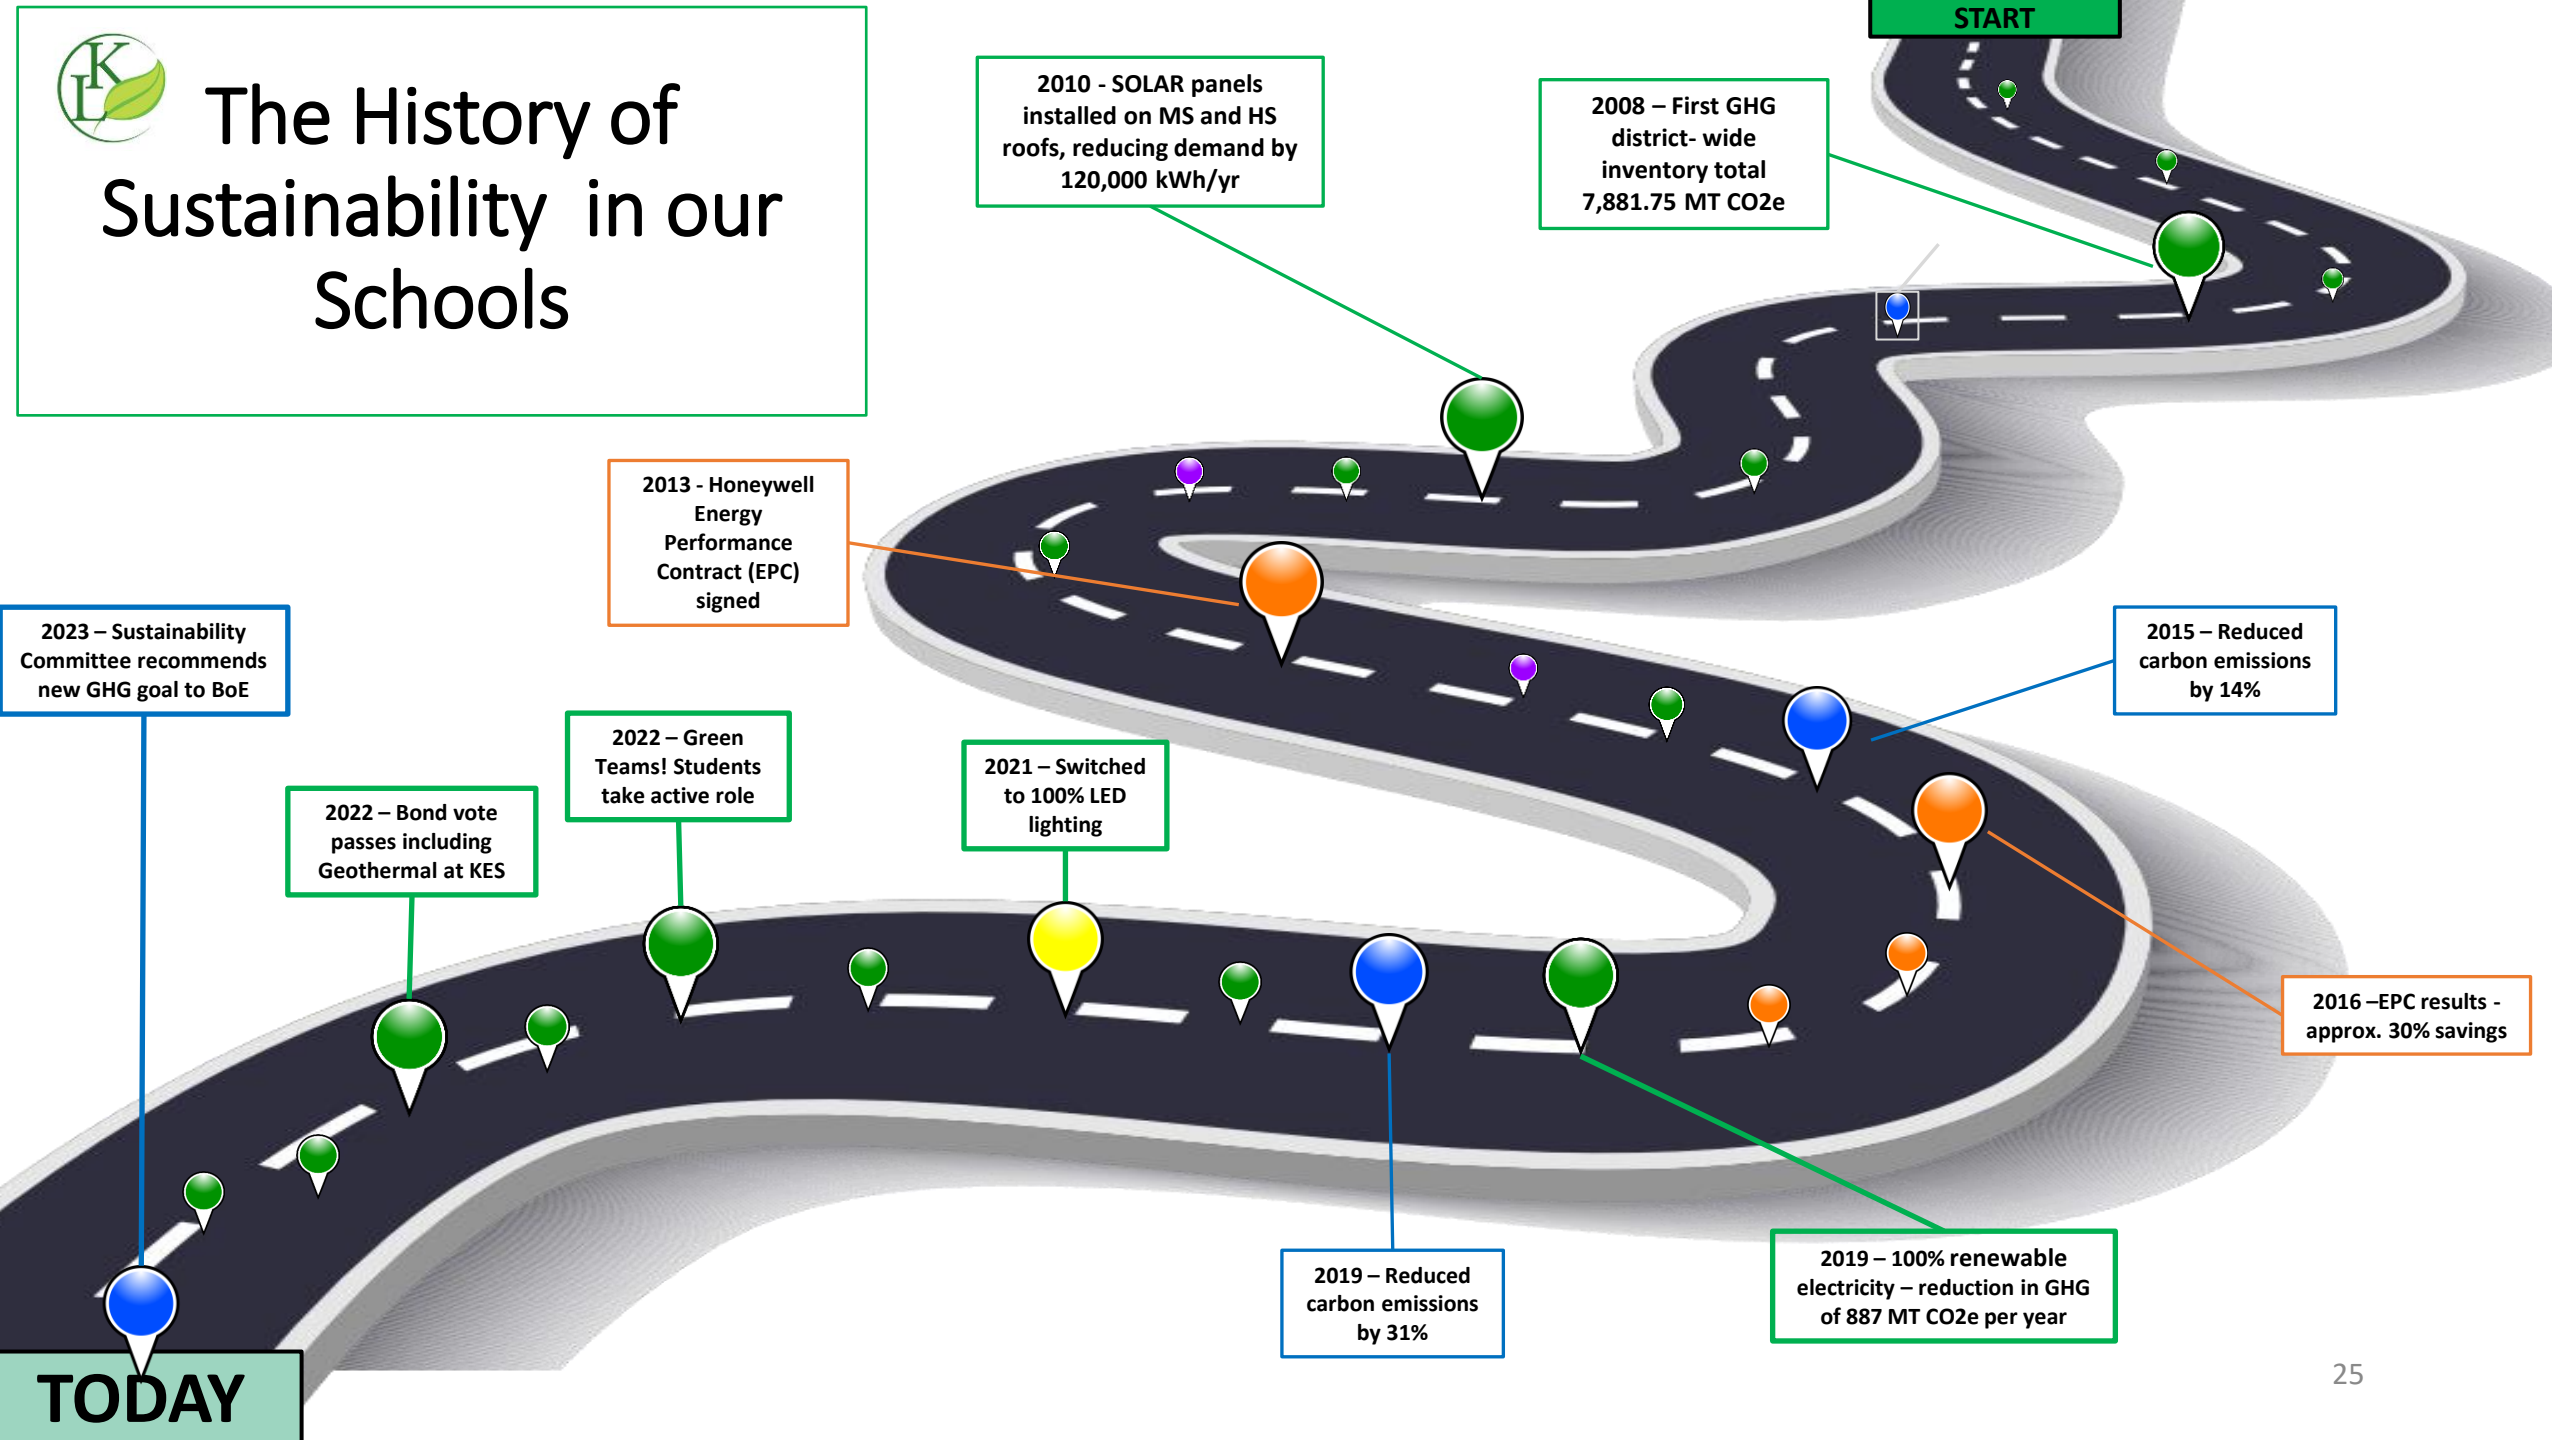 START
KL
The History of
Sustainability  in our
Schools
2010 - SOLAR panels
installed on MS and HS
roofs, reducing demand by
120,000 kWh/yr
2008 – First GHG
district- wide
inventory total
7,881.75 MT CO2e
2013 - Honeywell
Energy
Performance
Contract (EPC)
signed
2023 – Sustainability
Committee recommends
new GHG goal to BoE
2015 – Reduced
carbon emissions
by 14%
2022 – Green
Teams! Students
take active role
2021 – Switched
to 100% LED
lighting
2022 – Bond vote
passes including
Geothermal at KES
2016 –EPC results -
approx. 30% savings
2019 – Reduced
carbon emissions
by 31%
2019 – 100% renewable
electricity – reduction in GHG
of 887 MT CO2e per year
TODAY
25